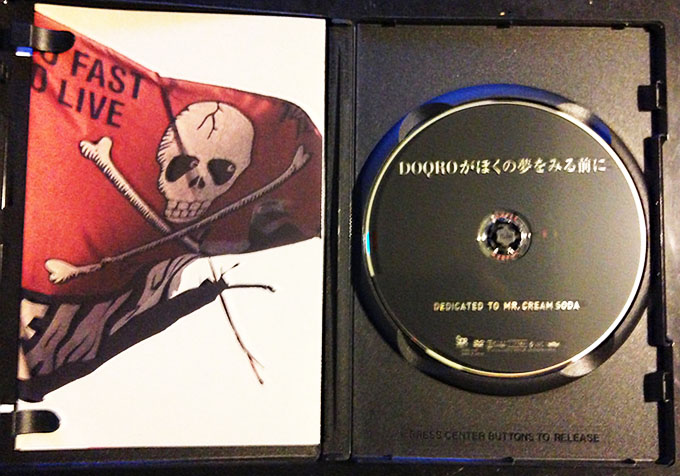 O FAST
O LIVE
EAM
DOQROがぼくの夢をみる前に
DEDICATED TO MR. CREAM SODA
PRESS CENTER BUTTONS TO RELEASE